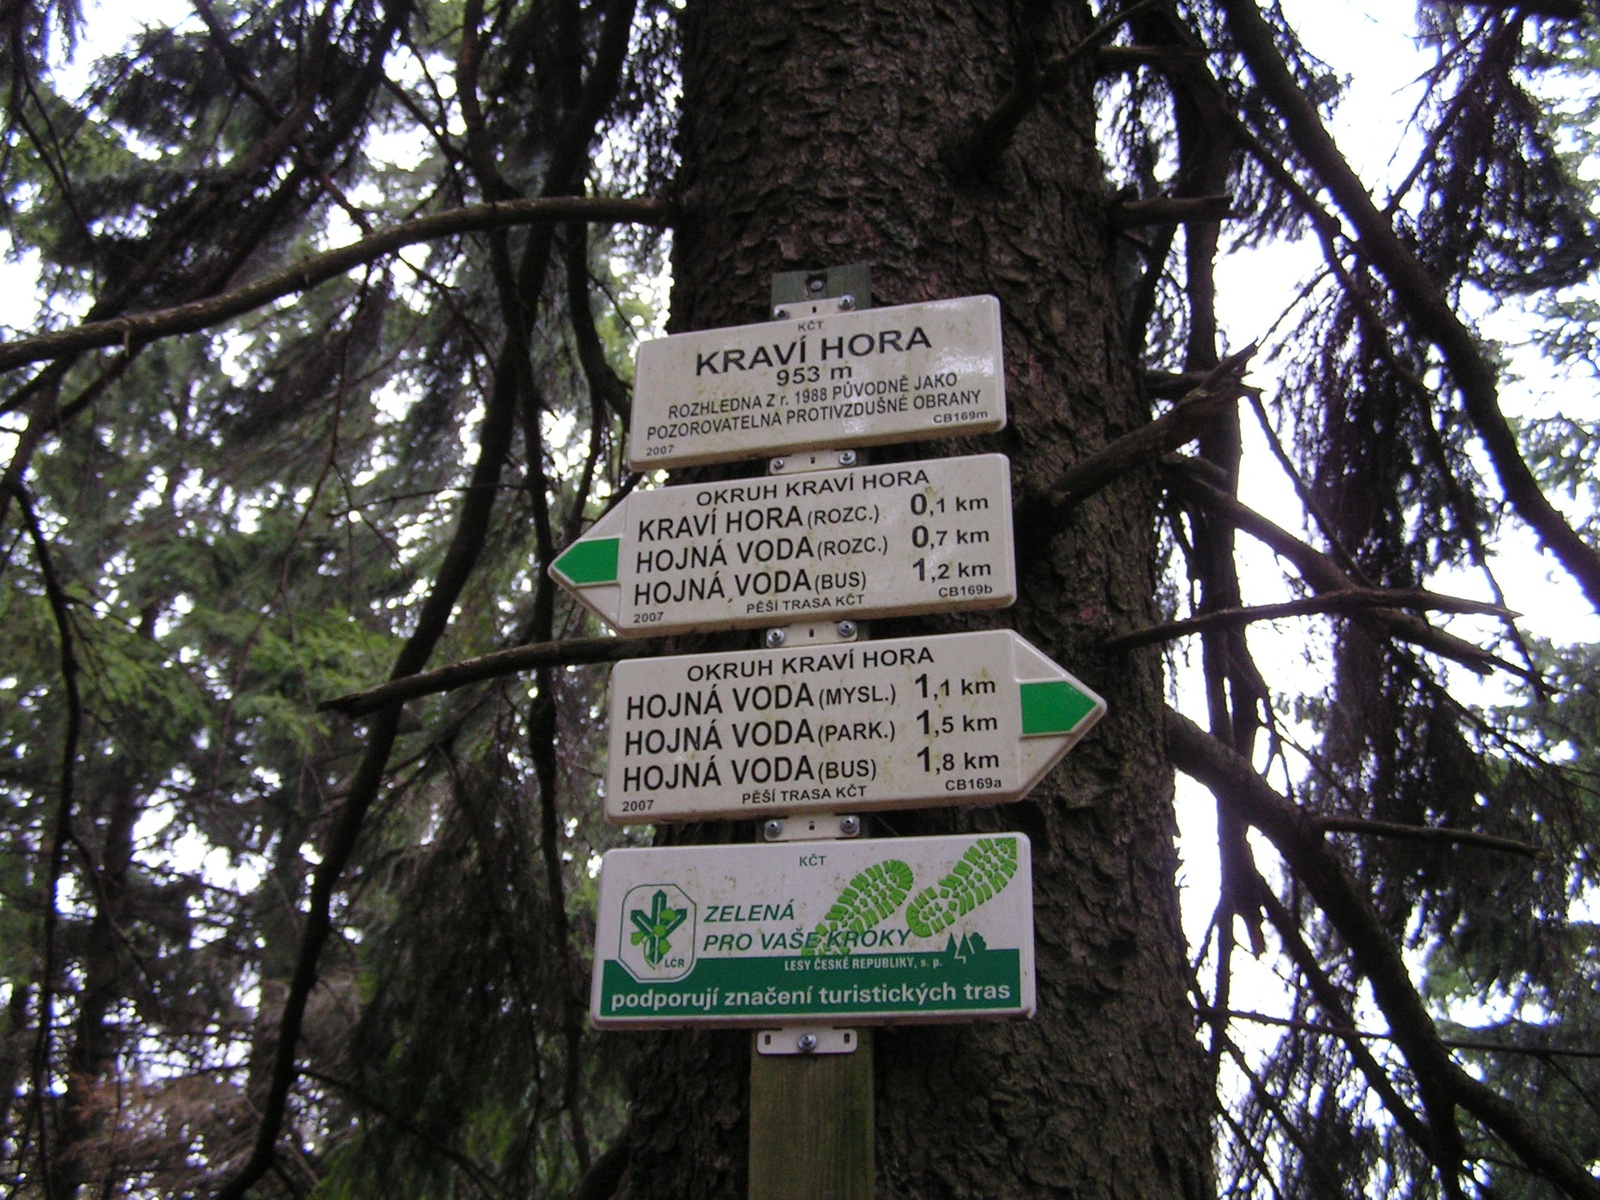 KČT
KRAVÍ HORA
953 m
ROZHLEDNA Z r. 1988 PŮVODNĚ JAKO
POZOROVATELNA PROTIVZDUŠNÉ OBRANY
2007 CB169m
OKRUH KRAVÍ HORA
KRAVÍ HORA (ROZC.) 0,1 km
HOJNÁ VODA (ROZC.) 0,7 km
HOJNÁ VODA (BUS) 1,2 km
2007 PĚŠÍ TRASA KČT CB169b
OKRUH KRAVÍ HORA
HOJNÁ VODA (MYSL.) 1,1 km
HOJNÁ VODA (PARK.) 1,5 km
HOJNÁ VODA (BUS) 1,8 km
2007 PĚŠÍ TRASA KČT CB169a
KČT
ZELENÁ
PRO VAŠE KROKY
LČR
LESY ČESKÉ REPUBLIKY, s. p.
podporují značení turistických tras